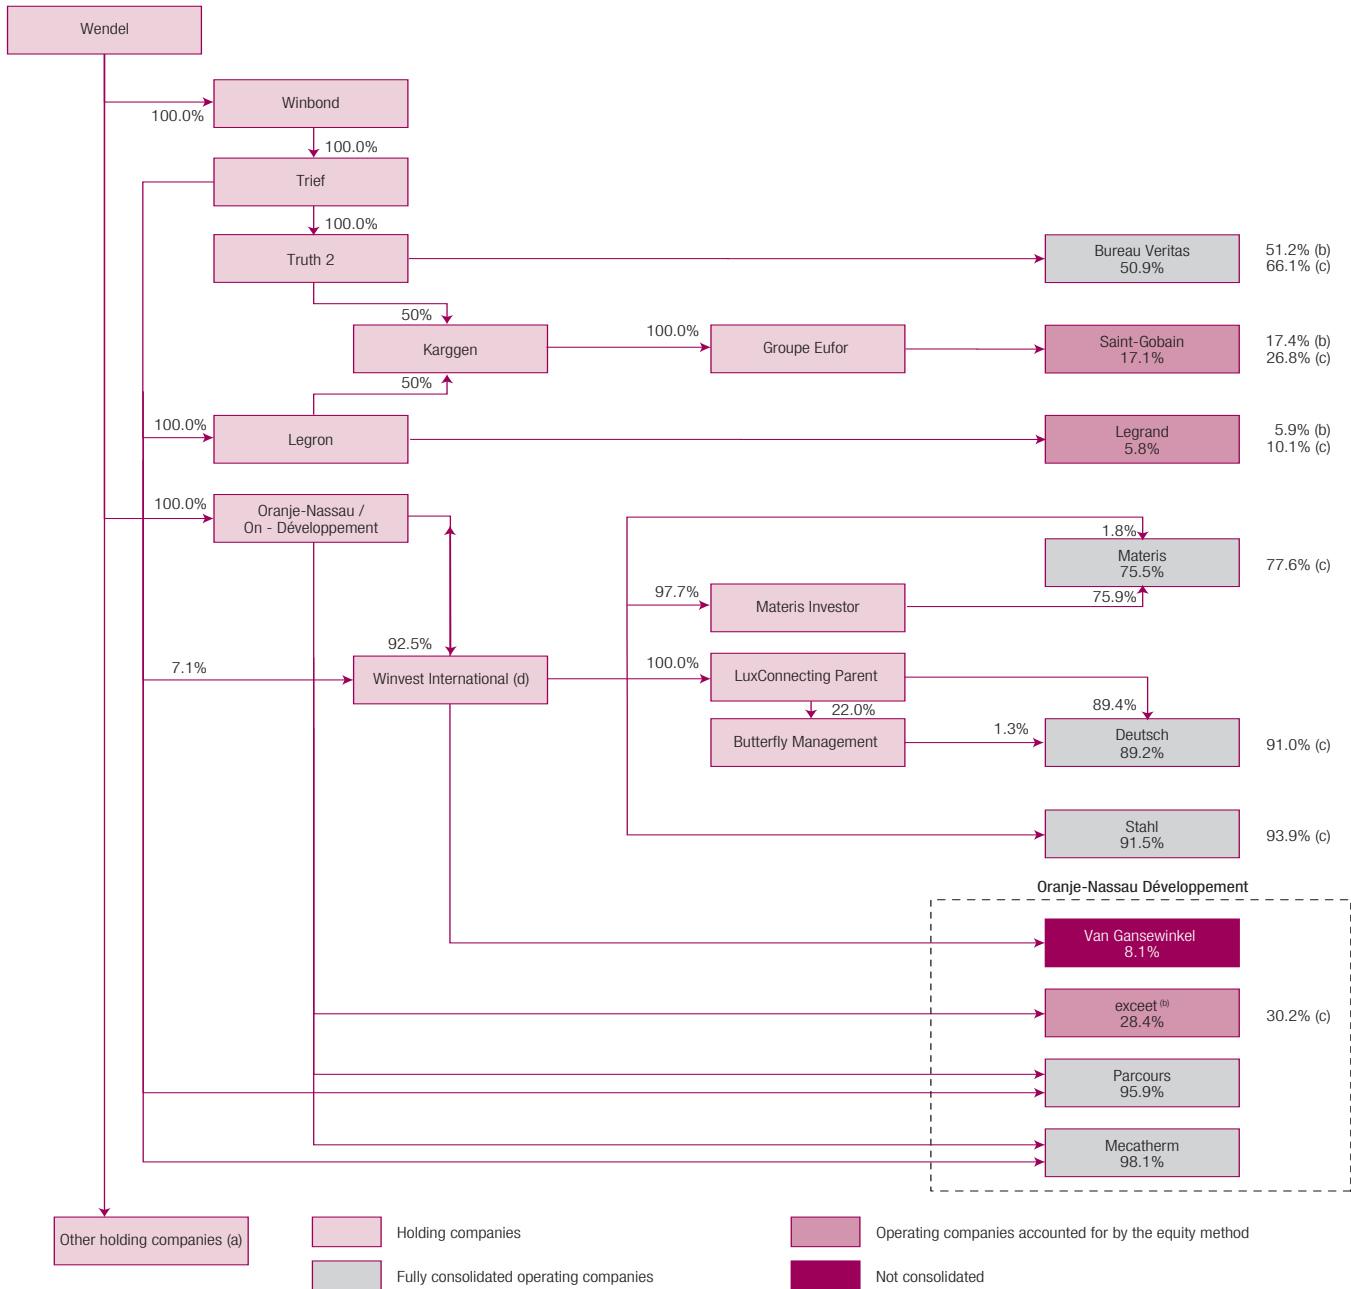 Wendel
100.0%
Winbond
100.0%
Trief
100.0%
Truth 2
Bureau Veritas
50.9%
51.2% (b)
66.1% (c)
50%
Karggen
50%
100.0%
Groupe Eufor
Saint-Gobain
17.1%
17.4% (b)
26.8% (c)
100.0%
Legron
Legrand
5.8%
5.9% (b)
10.1% (c)
100.0%
Oranje-Nassau /
On - Développement
1.8%
Materis
75.5%
77.6% (c)
97.7%
Materis Investor
75.9%
92.5%
7.1%
Winvest International (d)
100.0%
LuxConnecting Parent
89.4%
22.0%
Butterfly Management
1.3%
Deutsch
89.2%
91.0% (c)
Stahl
91.5%
93.9% (c)
Oranje-Nassau Développement
Van Gansewinkel
8.1%
exceet (b)
28.4%
30.2% (c)
Parcours
95.9%
Mecatherm
98.1%
Other holding companies (a)
Holding companies
Operating companies accounted for by the equity method
Fully consolidated operating companies
Not consolidated